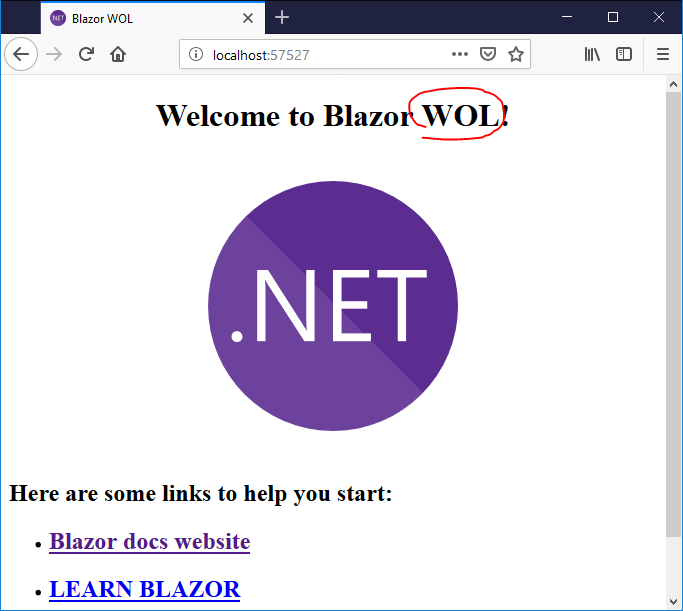 NET Blazor WOL
localhost:57527
Welcome to Blazor WOL!
.NET
Here are some links to help you start:
Blazor docs website
LEARN BLAZOR